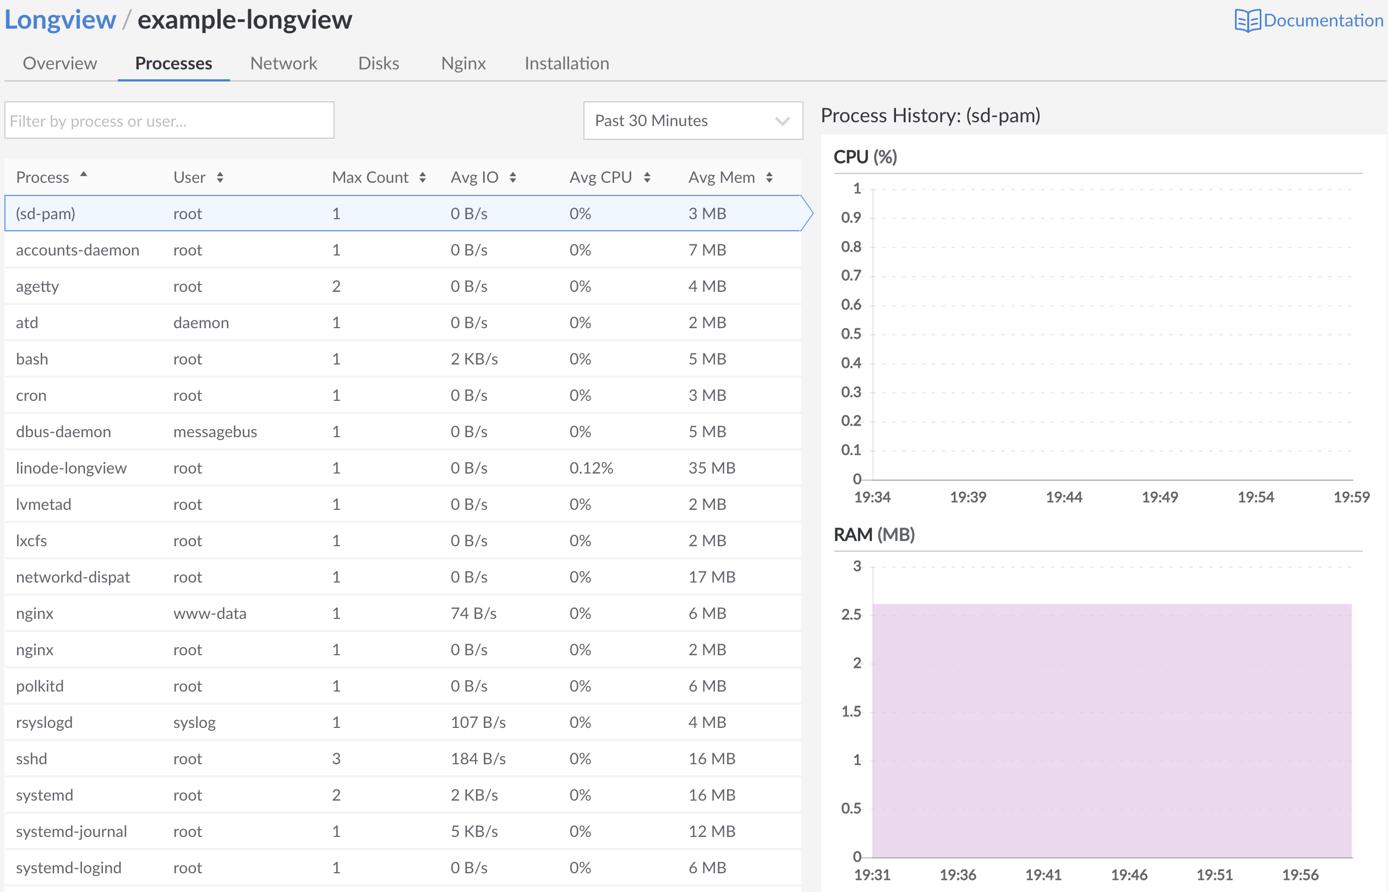 Longview / example-longview
Documentation
Overview Processes Network Disks Nginx Installation
Filter by process or user...
Past 30 Minutes
Process User Max Count Avg IO Avg CPU Avg Mem
(sd-pam) root 1 0 B/s 0% 3 MB
accounts-daemon root 1 0 B/s 0% 7 MB
agetty root 2 0 B/s 0% 4 MB
atd daemon 1 0 B/s 0% 2 MB
bash root 1 2 KB/s 0% 5 MB
cron root 1 0 B/s 0% 3 MB
dbus-daemon messagebus 1 0 B/s 0% 5 MB
linode-longview root 1 0 B/s 0.12% 35 MB
lvmetad root 1 0 B/s 0% 2 MB
lxcfs root 1 0 B/s 0% 2 MB
networkd-dispat root 1 0 B/s 0% 17 MB
nginx www-data 1 74 B/s 0% 6 MB
nginx root 1 0 B/s 0% 2 MB
polkitd root 1 0 B/s 0% 6 MB
rsyslogd syslog 1 107 B/s 0% 4 MB
sshd root 3 184 B/s 0% 16 MB
systemd root 2 2 KB/s 0% 16 MB
systemd-journal root 1 5 KB/s 0% 12 MB
systemd-logind root 1 0 B/s 0% 6 MB
Process History: (sd-pam)
CPU (%)
1
0.9
0.8
0.7
0.6
0.5
0.4
0.3
0.2
0.1
0
19:34 19:39 19:44 19:49 19:54 19:59
RAM (MB)
3
2.5
2
1.5
1
0.5
0
19:31 19:36 19:41 19:46 19:51 19:56